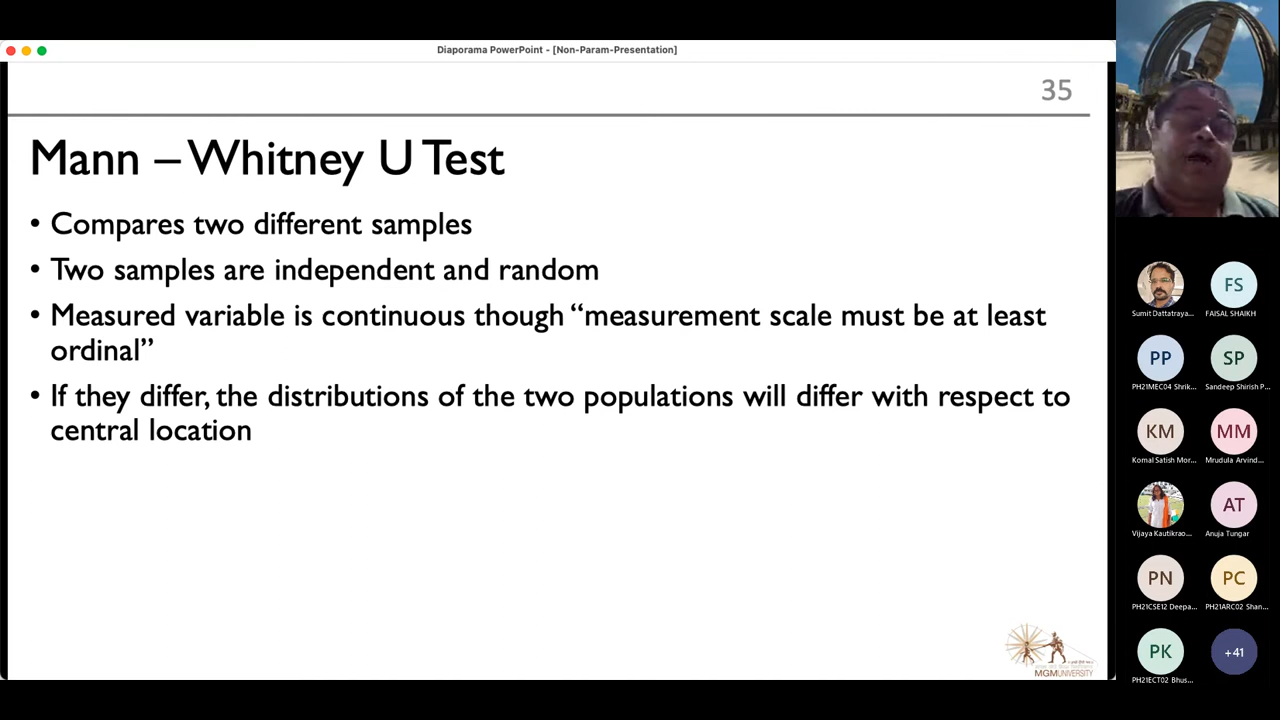 Diaporama PowerPoint - [Non-Param-Presentation]
35
Mann – Whitney U Test
• Compares two different samples
• Two samples are independent and random
• Measured variable is continuous though “measurement scale must be at least
ordinal”
• If they differ, the distributions of the two populations will differ with respect to
central location
MGMUNIVERSITY
FS
Sumit Dattatraya...
FAISAL SHAIKH
PP
SP
PH21MEC04 Shrik...
Sandeep Shirish P...
KM
MM
Komal Satish Mor...
Mrudula Arvind...
AT
Vijaya Kautikrao...
Anuja Tungar
PN
PC
PH21CSE12 Deepa...
PH21ARC02 Shan...
PK
+41
PH21ECT02 Bhus...